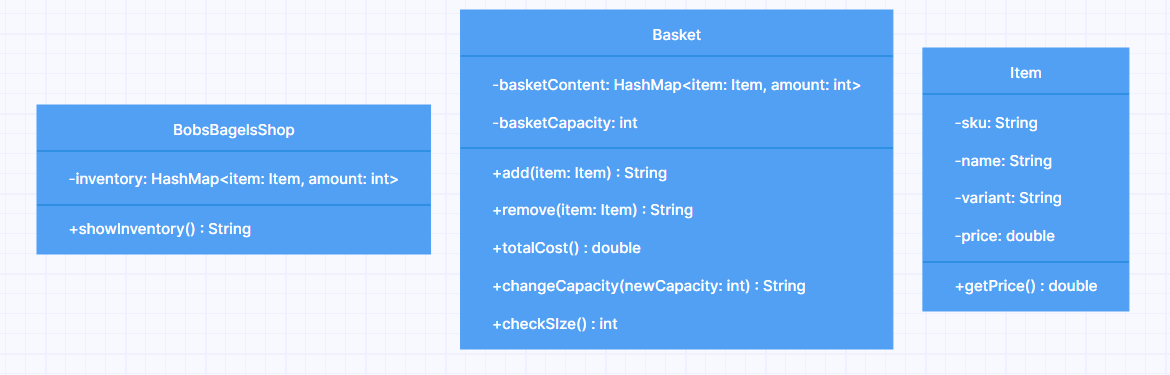 BobsBagelsShop
-inventory: HashMap<item: Item, amount: int>
+showInventory() : String
Basket
-basketContent: HashMap<item: Item, amount: int>
-basketCapacity: int
+add(item: Item) : String
+remove(item: Item) : String
+totalCost() : double
+changeCapacity(newCapacity: int) : String
+checkSIze() : int
Item
-sku: String
-name: String
-variant: String
-price: double
+getPrice() : double